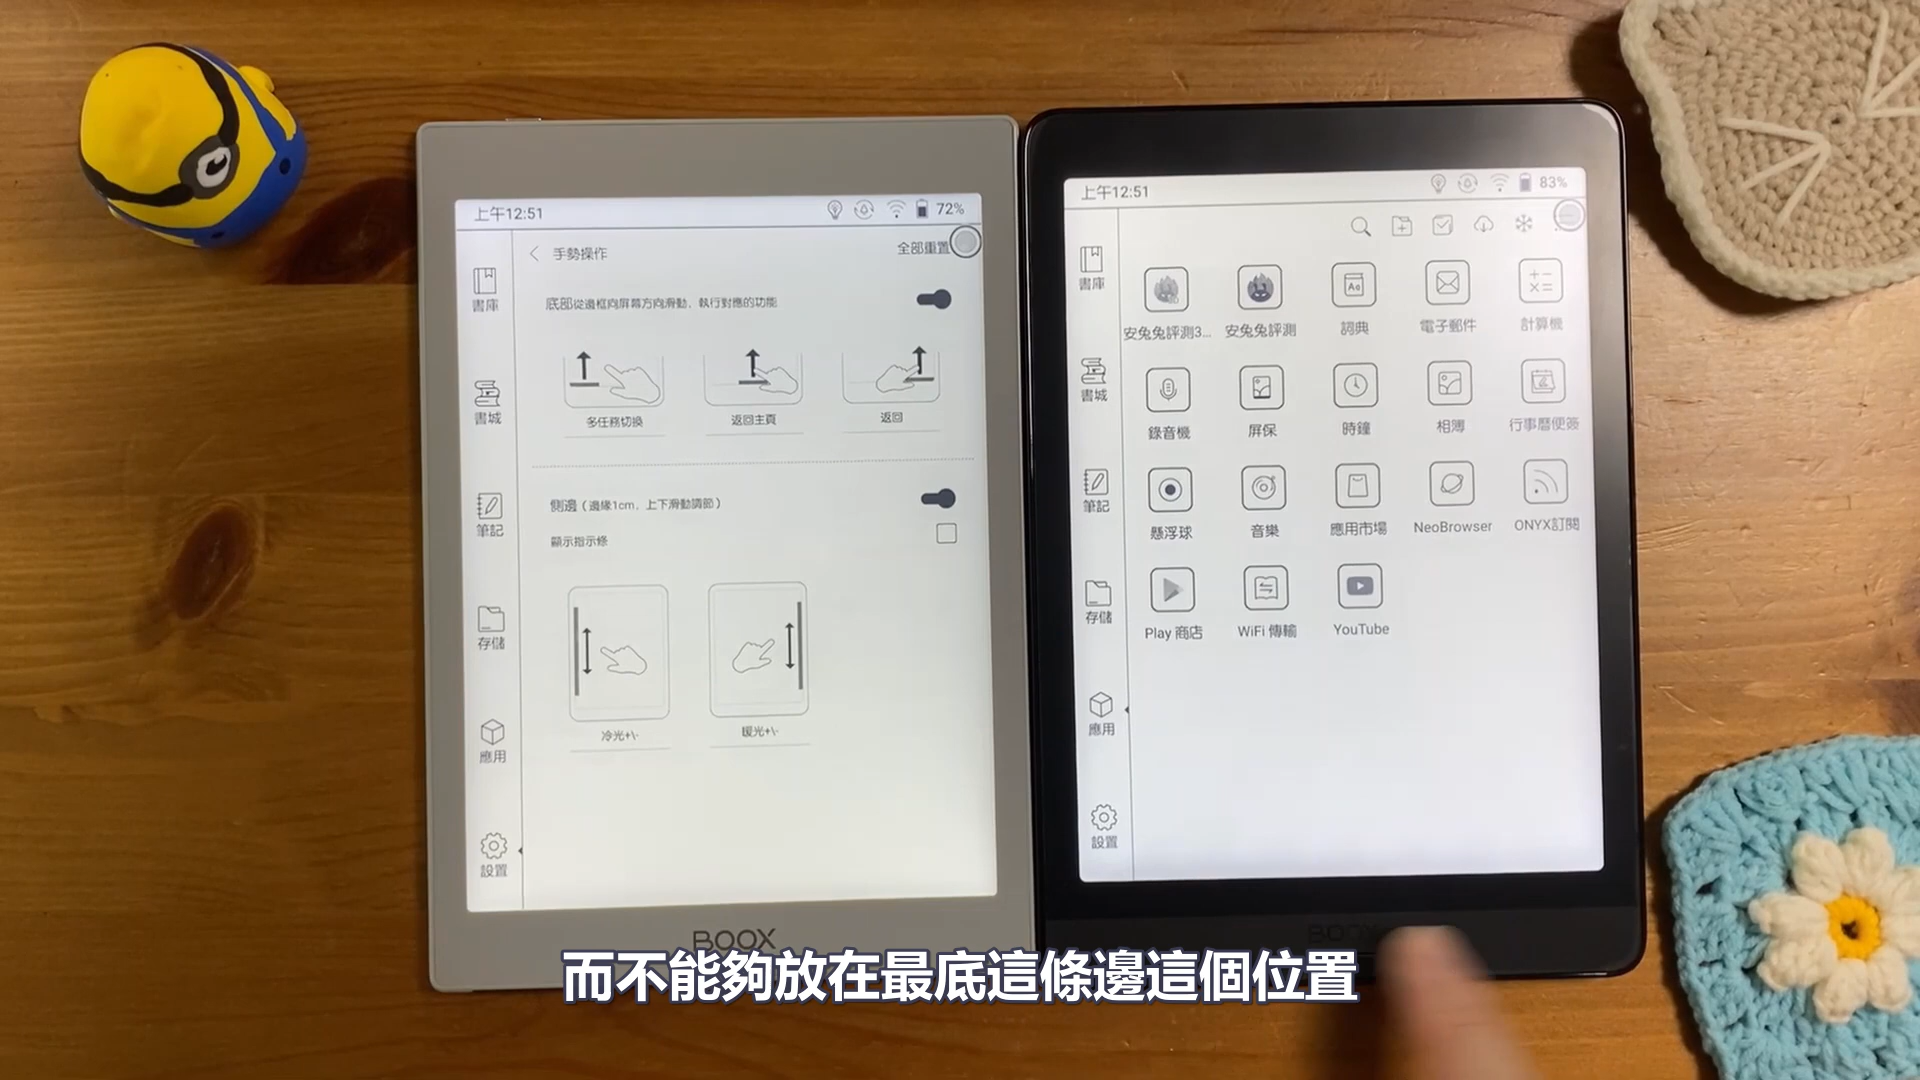 上午12:51
72%
書庫
書城
筆記
存儲
應用
設置
手勢操作
全部重置
底部從邊框向屏幕方向滑動,執行對應的功能
多任務切換
返回主頁
返回
側邊(邊緣1cm,上下滑動調節)
顯示指示條
冷光+\-
暖光+\-
BOOX
上午12:51
83%
書庫
書城
筆記
存儲
應用
設置
安兔兔評測3...
安兔兔評測
詞典
電子郵件
計算機
錄音機
屏保
時鐘
相簿
行事曆便簽
懸浮球
音樂
應用市場
NeoBrowser
ONYX訂閱
Play 商店
WiFi 傳輸
YouTube
BOOX
而不能夠放在最底這條邊這個位置